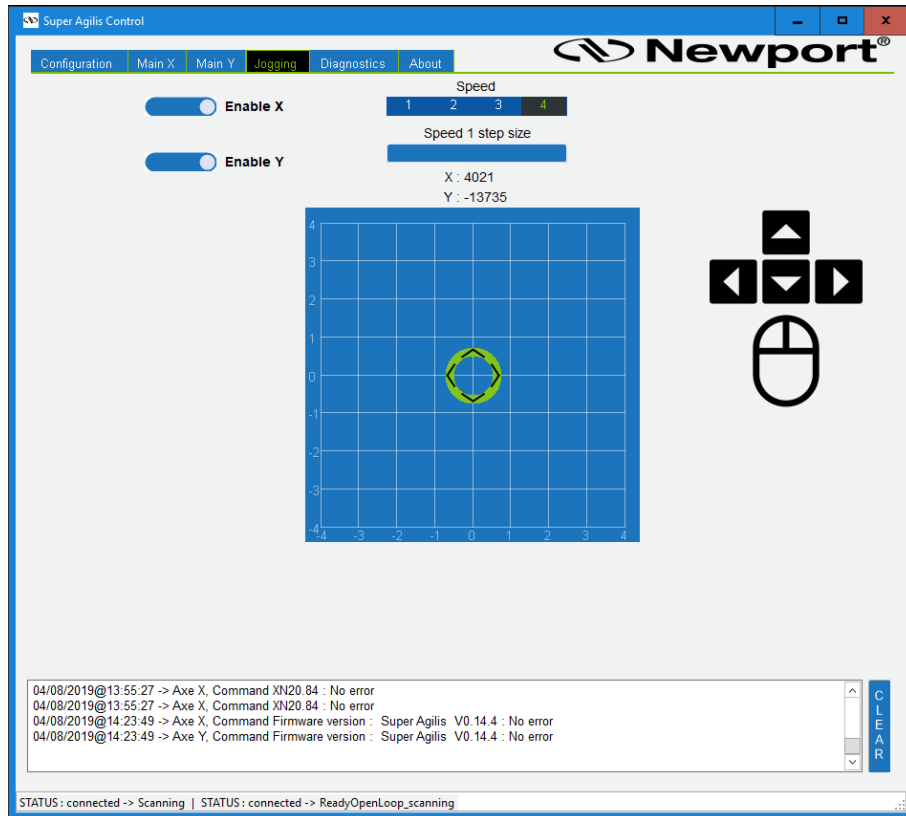 Super Agilis Control
Newport®
Configuration Main X Main Y Jogging Diagnostics About
Speed
Enable X
1 2 3 4
Speed 1 step size
Enable Y
X : 4021
Y : -13735
4
3
2
1
0
-1
-2
-3
-4
-4 -3 -2 -1 0 1 2 3 4
04/08/2019@13:55:27 -> Axe X, Command XN20.84 : No error
04/08/2019@13:55:27 -> Axe X, Command XN20.84 : No error
04/08/2019@14:23:49 -> Axe X, Command Firmware version : Super Agilis V0.14.4 : No error
04/08/2019@14:23:49 -> Axe Y, Command Firmware version : Super Agilis V0.14.4 : No error
CLEAR
STATUS : connected -> Scanning | STATUS : connected -> ReadyOpenLoop_scanning